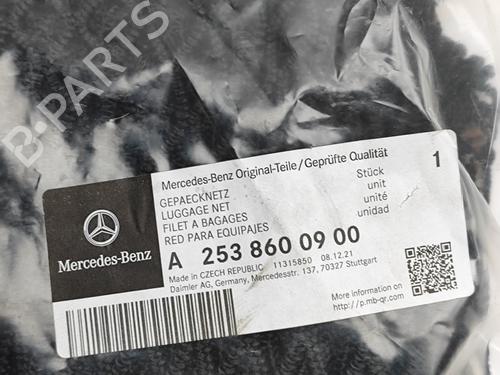 B-PARTS
Mercedes-Benz Original-Teile/Geprüfte Qualität
1
GEPAECKNETZ
LUGGAGE NET
FILET A BAGAGES
RED PARA EQUIPAJES
Stück
unit
unité
unidad
Mercedes-Benz
A 253 860 09 00
Made in CZECH REPUBLIC 11315850 08.12.21
Daimler AG, Germany, Mercedesstr. 137, 70327 Stuttgart
More information on
http://p.mb-qr.com/